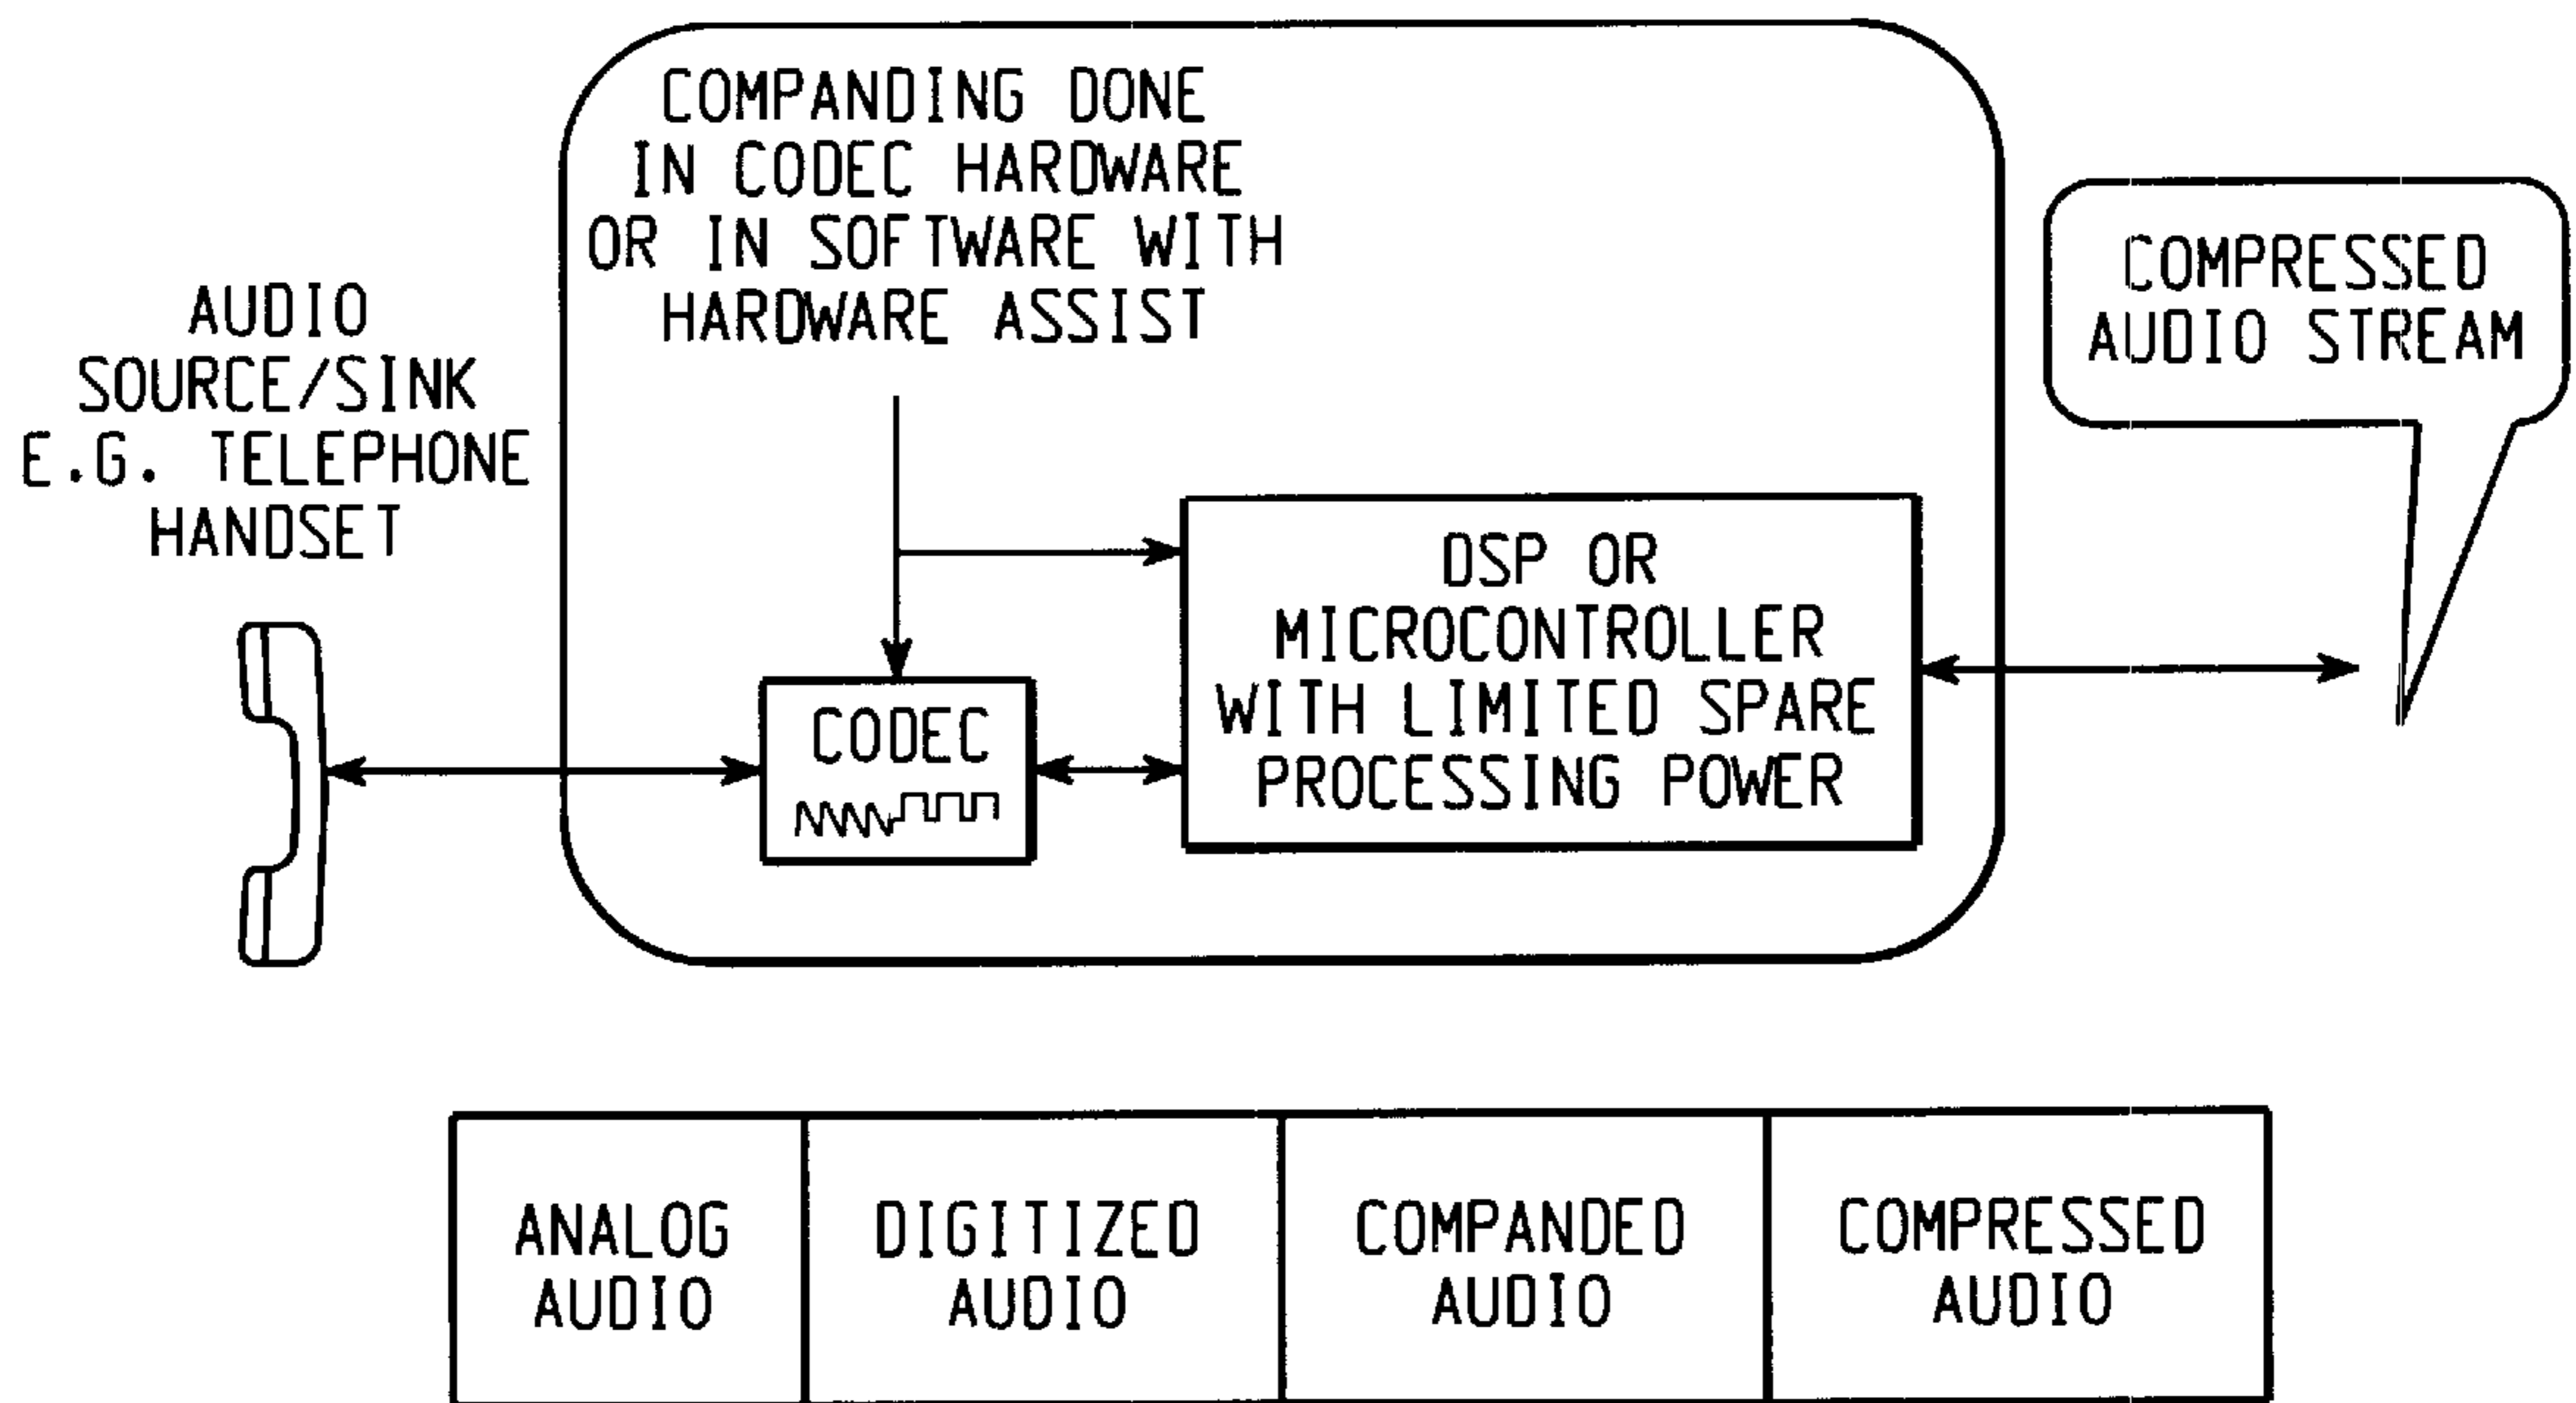 COMPANDING DONE
IN CODEC HARDWARE
OR IN SOFTWARE WITH
HARDWARE ASSIST
AUDIO
SOURCE/SINK
E.G. TELEPHONE
HANDSET
COMPRESSED
AUDIO STREAM
DSP OR
MICROCONTROLLER
WITH LIMITED SPARE
PROCESSING POWER
CODEC
ANALOG
AUDIO
DIGITIZED
AUDIO
COMPANDED
AUDIO
COMPRESSED
AUDIO